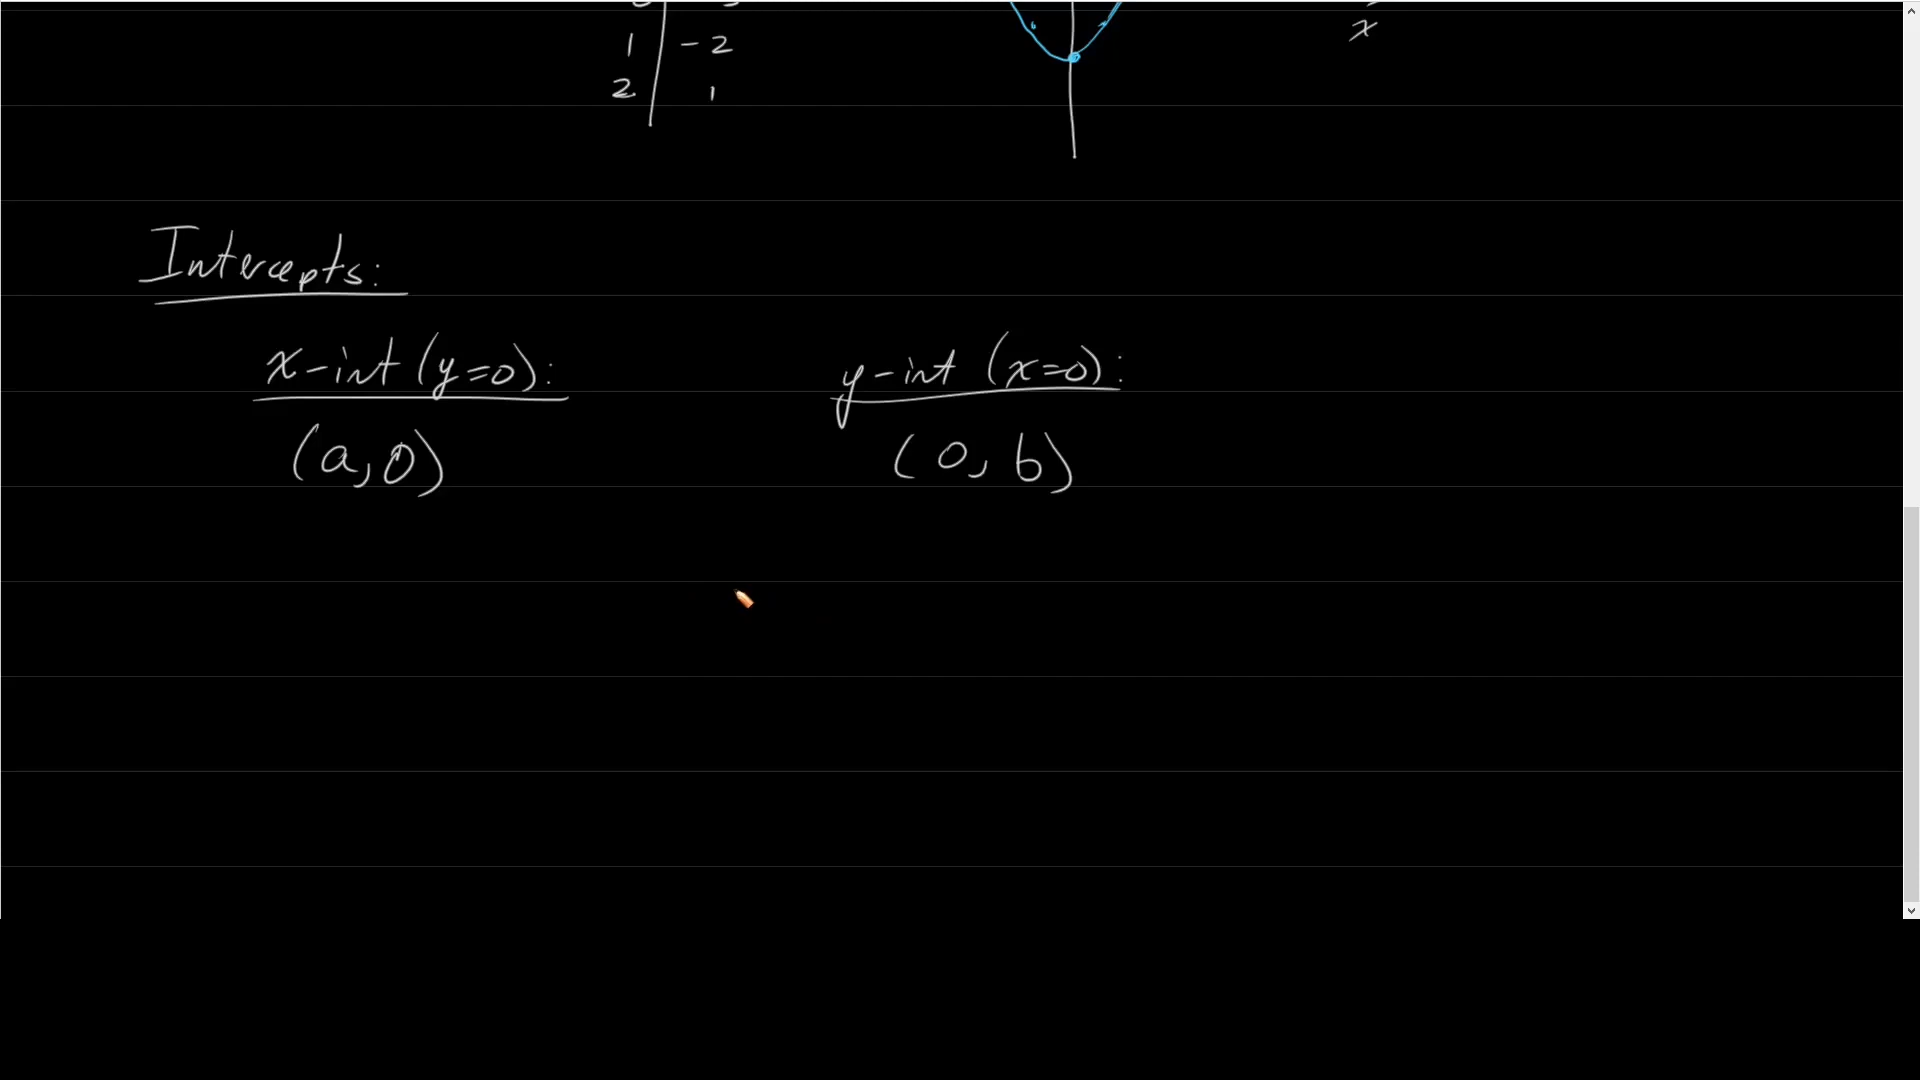 1 -2
2 1
x
Intercepts:
x-int (y=0): y-int (x=0):
(a,0) (0,b)